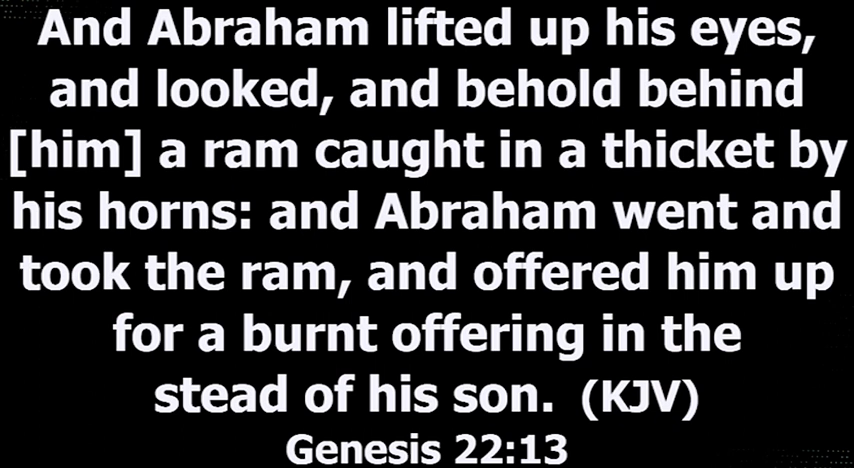 And Abraham lifted up his eyes,
and looked, and behold behind
[him] a ram caught in a thicket by
his horns: and Abraham went and
took the ram, and offered him up
for a burnt offering in the
stead of his son. (KJV)
Genesis 22:13